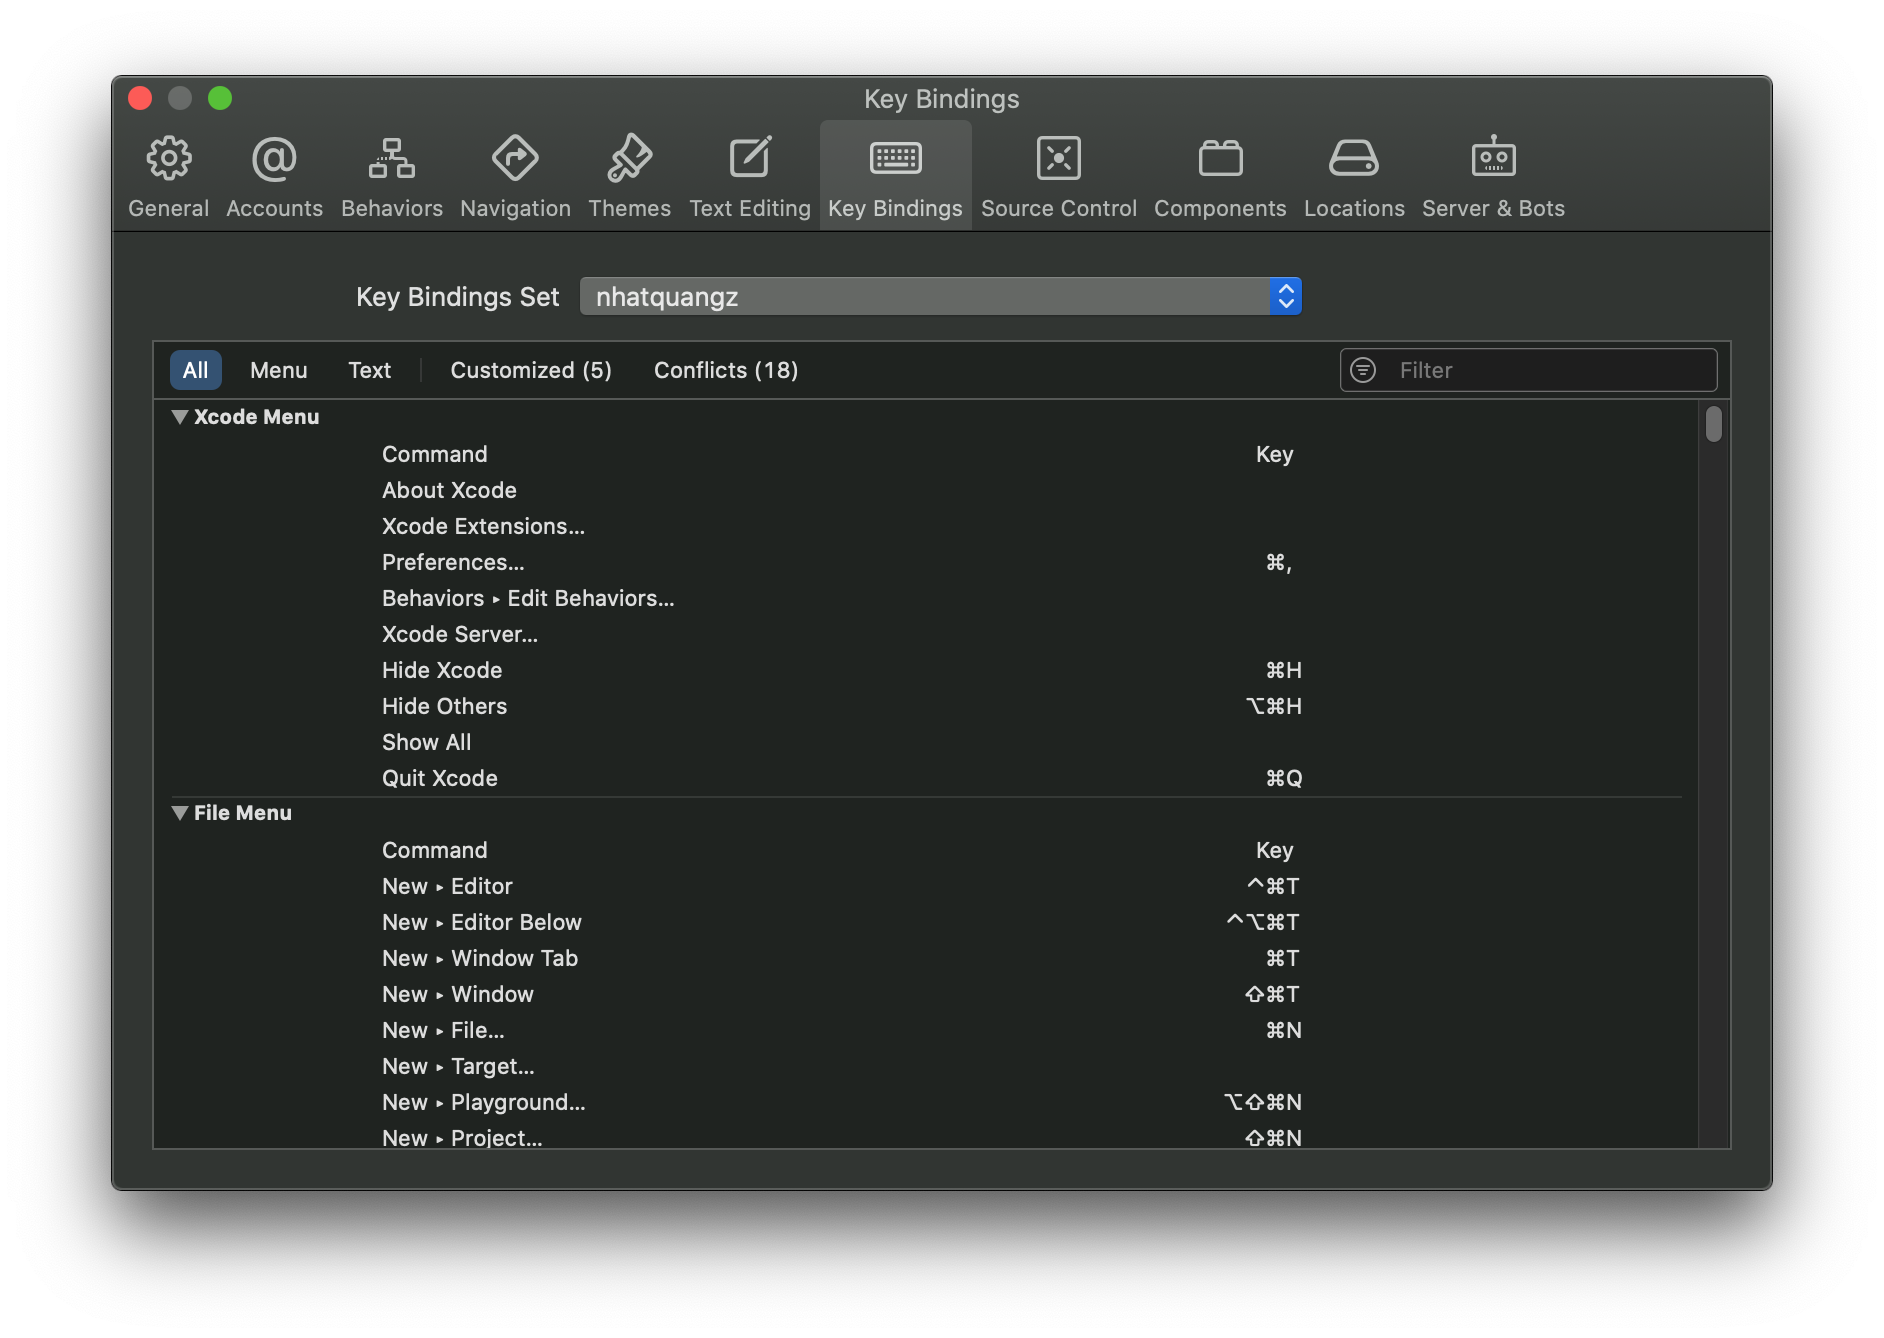 Key Bindings
General Accounts Behaviors Navigation Themes Text Editing Key Bindings Source Control Components Locations Server & Bots
Key Bindings Set nhatquangz
All Menu Text Customized (5) Conflicts (18) Filter
Xcode Menu
Command Key
About Xcode
Xcode Extensions...
Preferences... ⌘,
Behaviors ▸ Edit Behaviors...
Xcode Server...
Hide Xcode ⌘H
Hide Others ⌥⌘H
Show All
Quit Xcode ⌘Q
File Menu
Command Key
New ▸ Editor ^⌘T
New ▸ Editor Below ^⌥⌘T
New ▸ Window Tab ⌘T
New ▸ Window ⇧⌘T
New ▸ File... ⌘N
New ▸ Target...
New ▸ Playground... ⌥⇧⌘N
New ▸ Project... ⇧⌘N